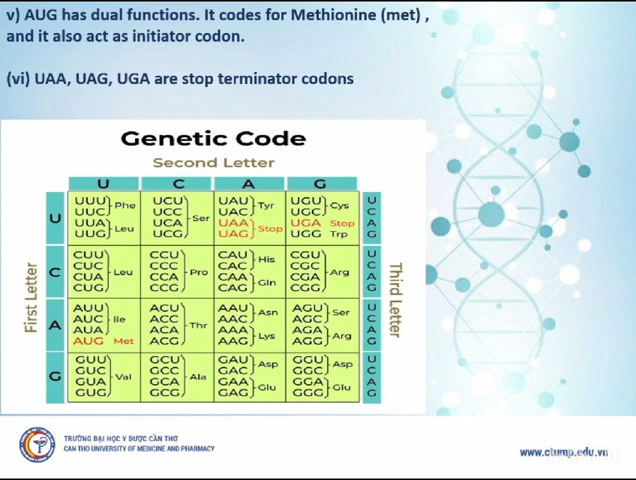 v) AUG has dual functions. It codes for Methionine (met) ,
and it also act as initiator codon.
(vi) UAA, UAG, UGA are stop terminator codons
Genetic Code
Second Letter
U C A G
First Letter
Third Letter
U
UUU UCU UAU UGU U
UUC Phe UCC UAC Tyr UGC Cys C
UUA UCA Ser UAA UGA Stop A
UUG Leu UCG UAG Stop UGG Trp G
C
CUU CCU CAU CGU U
CUC CCC CAC His CGC C
CUA Leu CCA Pro CAA CGA Arg A
CUG CCG CAG Gln CGG G
A
AUU ACU AAU AGU U
AUC Ile ACC AAC Asn AGC Ser C
AUA ACA Thr AAA AGA A
AUG Met ACG AAG Lys AGG Arg G
G
GUU GCU GAU GGU U
GUC GCC GAC Asp GGC Asp C
GUA Val GCA Ala GAA GGA A
GUG GCG GAG Glu GGG Glu G
TRƯỜNG ĐẠI HỌC Y DƯỢC CẦN THƠ
CAN THO UNIVERSITY OF MEDICINE AND PHARMACY
www.ctump.edu.vn